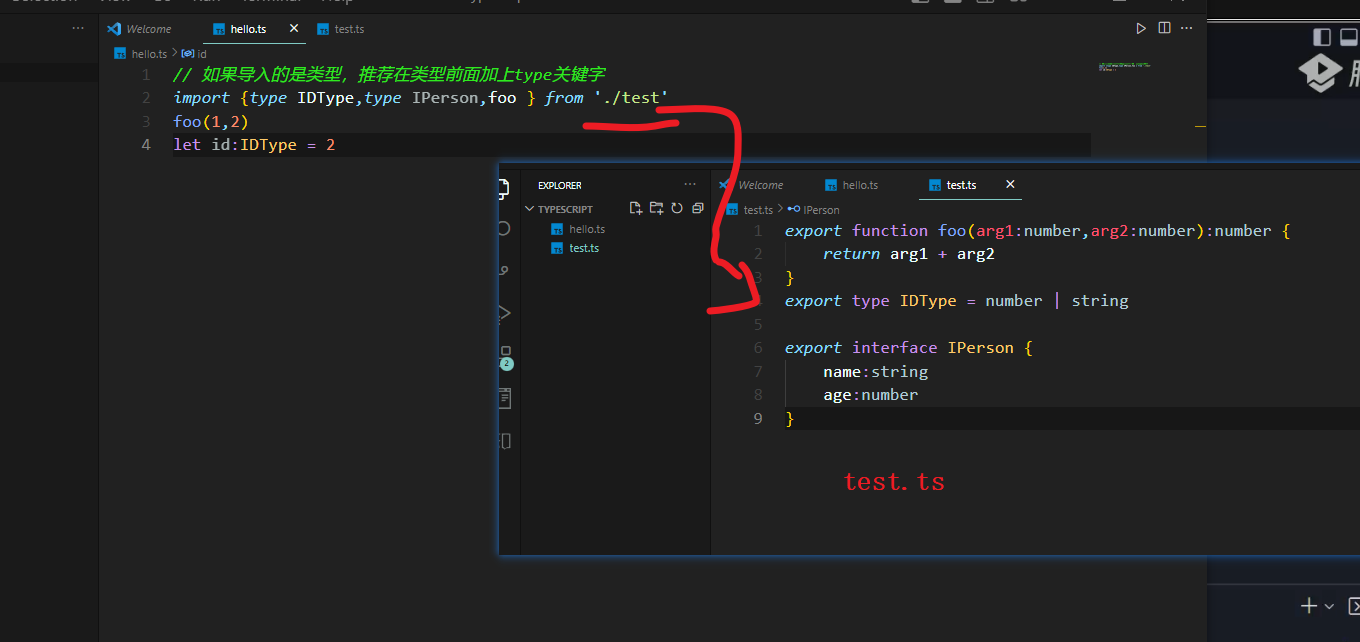 Welcome
hello.ts
test.ts
hello.ts > id
1 // 如果导入的是类型，推荐在类型前面加上type关键字
2 import {type IDType,type IPerson,foo } from './test'
3 foo(1,2)
4 let id:IDType = 2
EXPLORER
TYPESCRIPT
hello.ts
test.ts
2
Welcome
hello.ts
test.ts
test.ts > IPerson
1 export function foo(arg1:number,arg2:number):number {
2 return arg1 + arg2
3 }
export type IDType = number | string
5
6 export interface IPerson {
7 name:string
8 age:number
9 }
test.ts